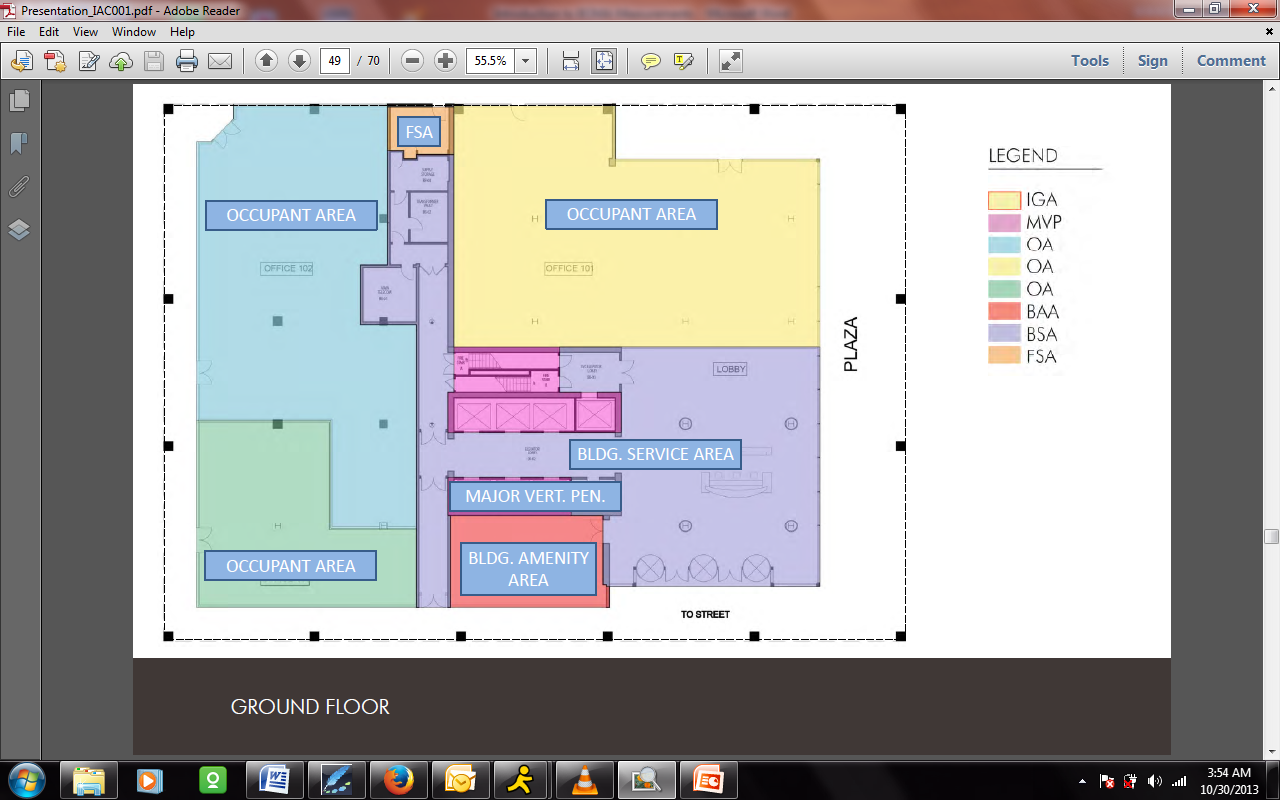 Presentation_IAC001.pdf - Adobe Reader
File Edit View Window Help
49 / 70
55.5%
Tools Sign Comment
FSA
OCCUPANT AREA
OCCUPANT AREA
OFFICE 102
OFFICE 101
LOBBY
PLAZA
BLDG. SERVICE AREA
MAJOR VERT. PEN.
BLDG. AMENITY
AREA
OCCUPANT AREA
TO STREET
LEGEND
IGA
MVP
OA
OA
OA
BAA
BSA
FSA
GROUND FLOOR
3:54 AM
10/30/2013